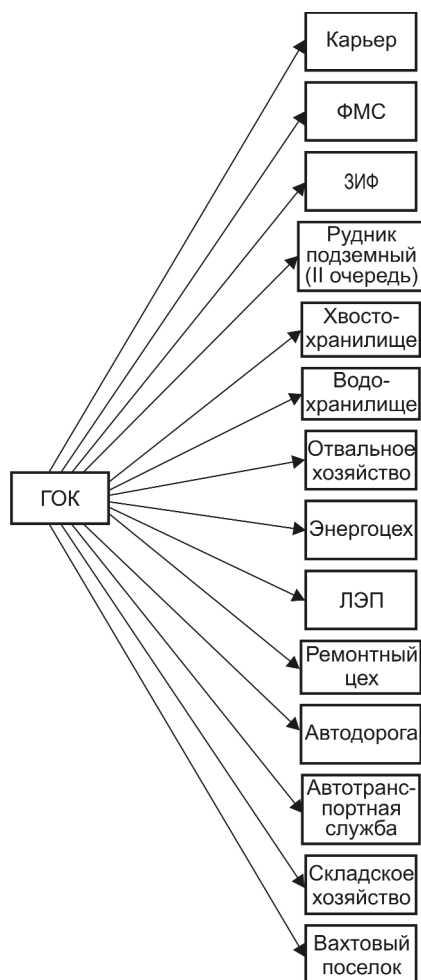 Карьер
ФМС
ЗИФ
Рудник
подземный
(II очередь)
Хвосто-
хранилище
Водо-
хранилище
Отвальное
хозяйство
ГОК
Энергоцех
ЛЭП
Ремонтный
цех
Автодорога
Автотранс-
портная
служба
Складское
хозяйство
Вахтовый
поселок